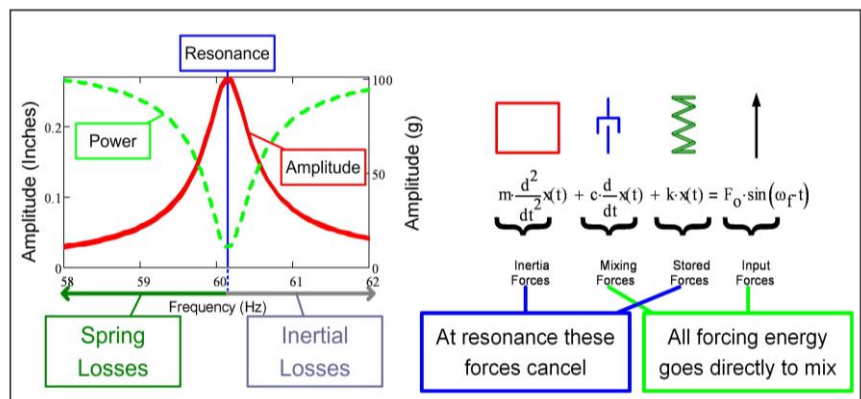 Resonance
Amplitude (Inches)
0.2
0.1
0
Power
Amplitude
100
50
0
Amplitude (g)
58 59 60 61 62
Frequency (Hz)
Spring
Losses
Inertial
Losses
m·d²/dt² x(t) + c·d/dt x(t) + k·x(t) = F₀·sin(ω_f·t)
Inertia
Forces
Mixing
Forces
Stored
Forces
Input
Forces
At resonance these
forces cancel
All forcing energy
goes directly to mix